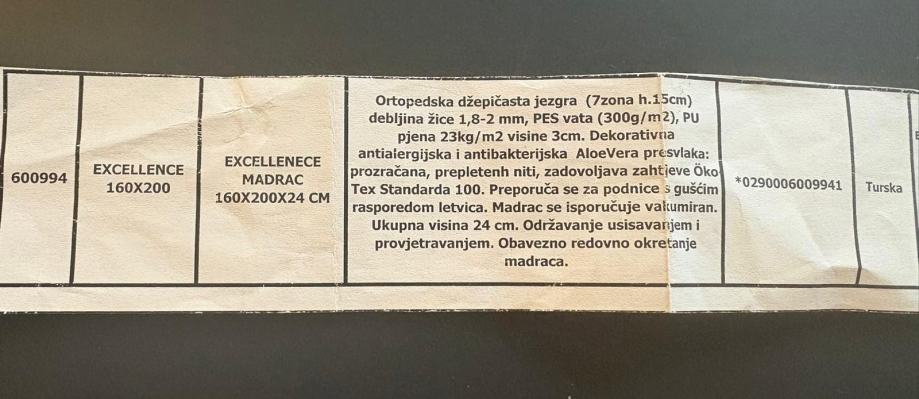 600994
EXCELLENCE
160X200
EXCELLENECE
MADRAC
160X200X24 CM
Ortopedska džepičasta jezgra (7zona h.15cm)
debljina žice 1,8-2 mm, PES vata (300g/m2), PU
pjena 23kg/m2 visine 3cm. Dekorativna
antialergijska i antibakterijska AloeVera presvlaka:
prozračana, prepletenh niti, zadovoljava zahtjeve Öko
Tex Standarda 100. Preporuča se za podnice s gušćim
rasporedom letvica. Madrac se isporučuje vakumiran.
Ukupna visina 24 cm. Održavanje usisavanjem i
provjetravanjem. Obavezno redovno okretanje
madraca.
*0290006009941
Turska